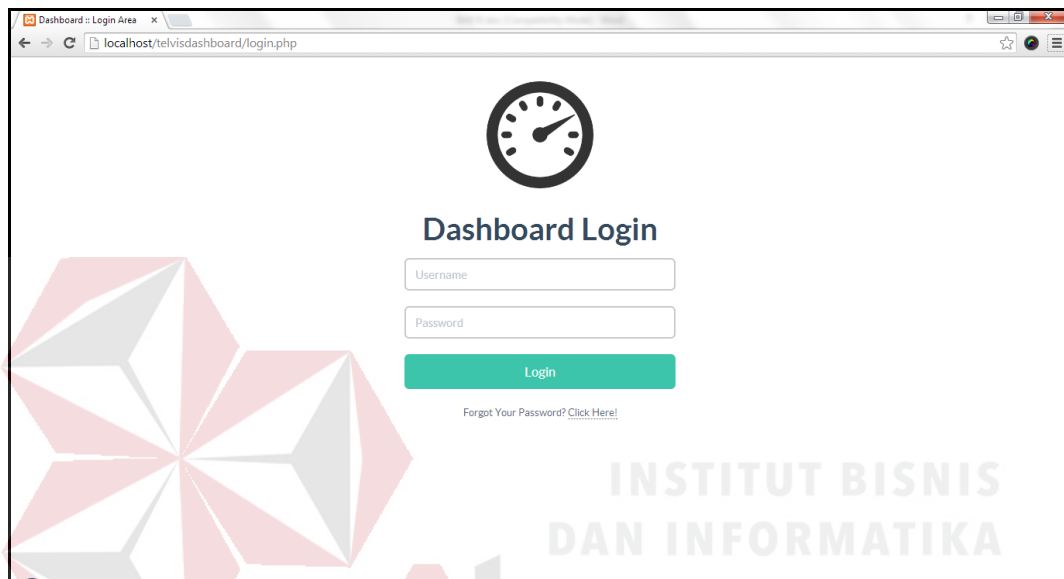 Dashboard :: Login Area
localhost/telvisdashboard/login.php
Dashboard Login
Username
Password
Login
Forgot Your Password? Click Here!
INSTITUT BISNIS
DAN INFORMATIKA